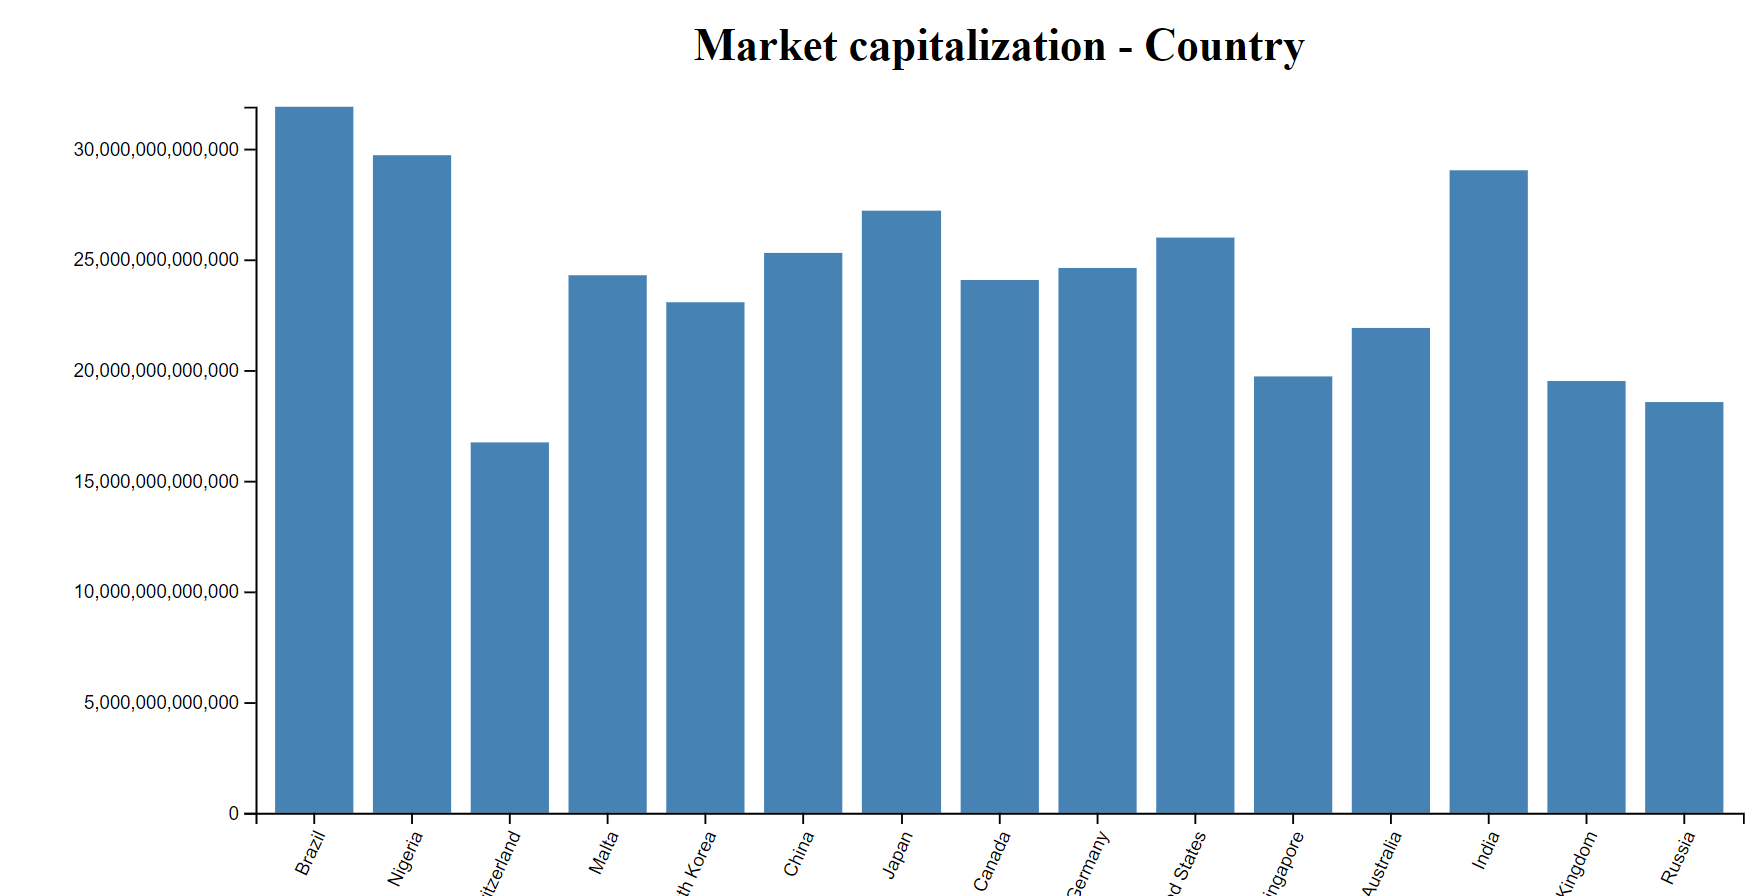 Market capitalization - Country
30,000,000,000,000
25,000,000,000,000
20,000,000,000,000
15,000,000,000,000
10,000,000,000,000
5,000,000,000,000
0
Brazil
Nigeria
itzerland
Malta
th Korea
China
Japan
Canada
Germany
d States
ingapore
Australia
India
Kingdom
Russia